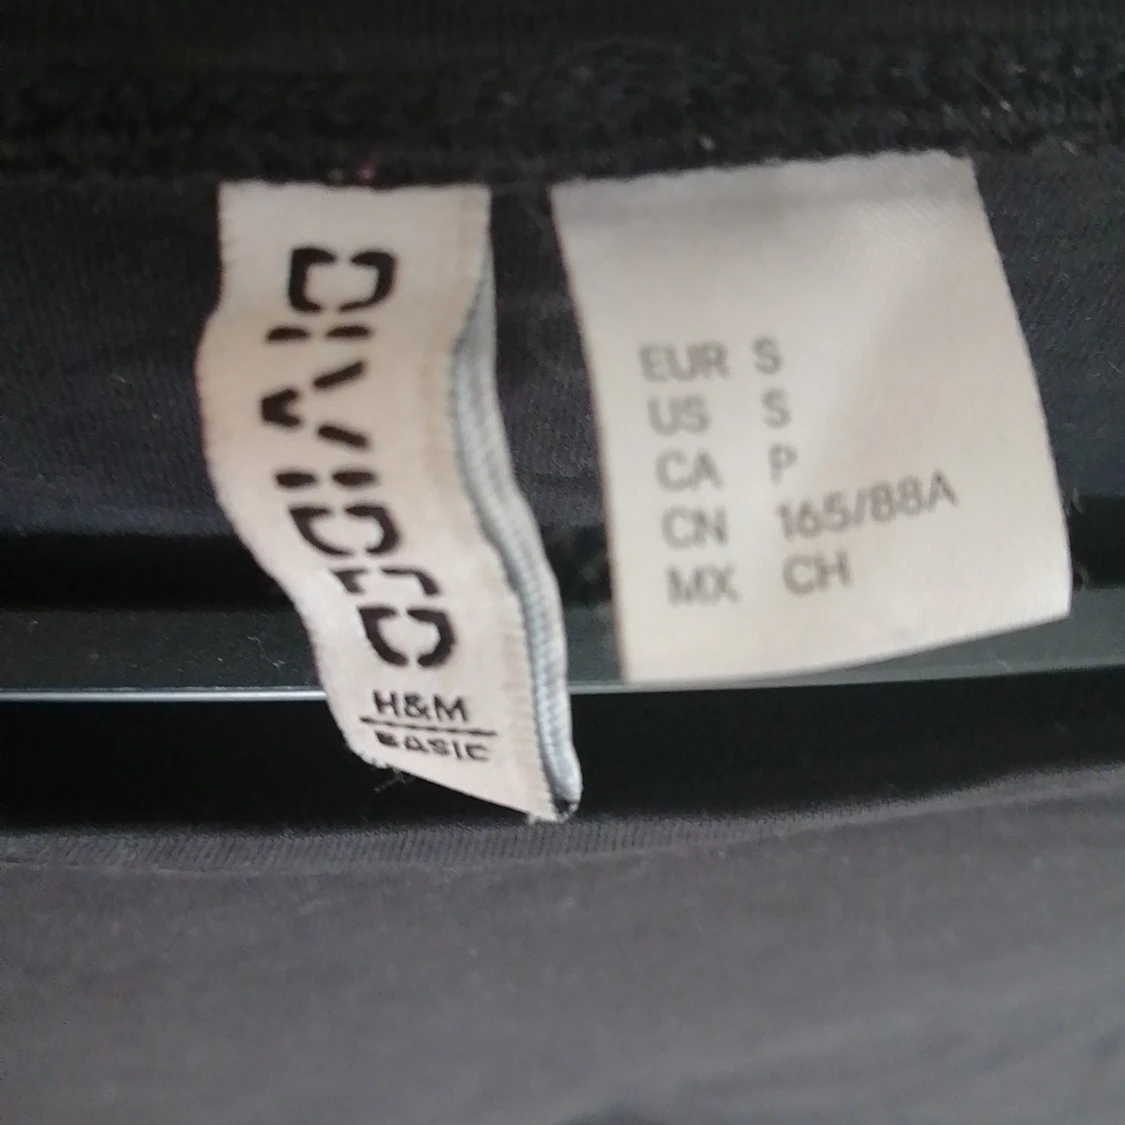 DIVIDED
H&M
BASIC
EUR S
US S
CA P
CN 165/88A
MX CH